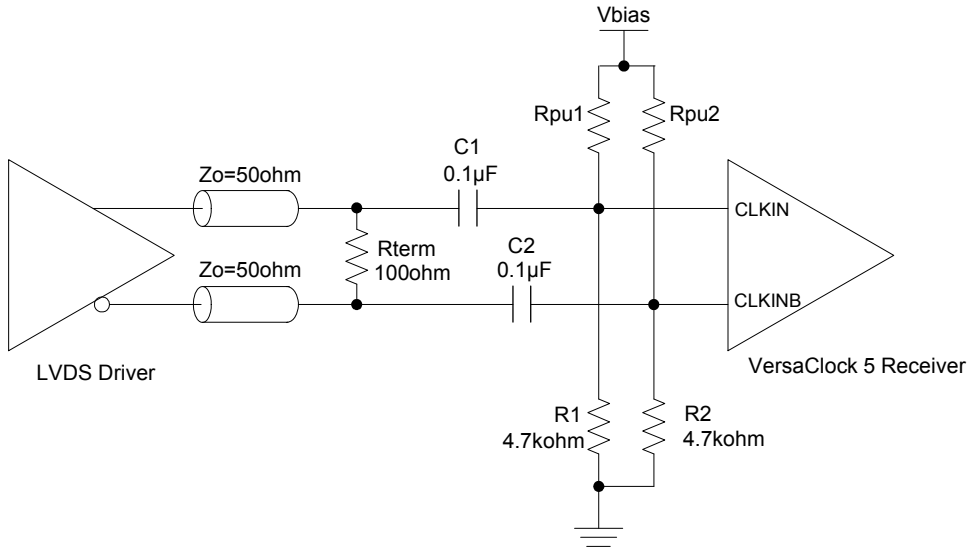 Vbias
Rpu1
Rpu2
C1
0.1µF
Zo=50ohm
CLKIN
Rterm
100ohm
C2
0.1µF
Zo=50ohm
CLKINB
LVDS Driver
VersaClock 5 Receiver
R1
4.7kohm
R2
4.7kohm